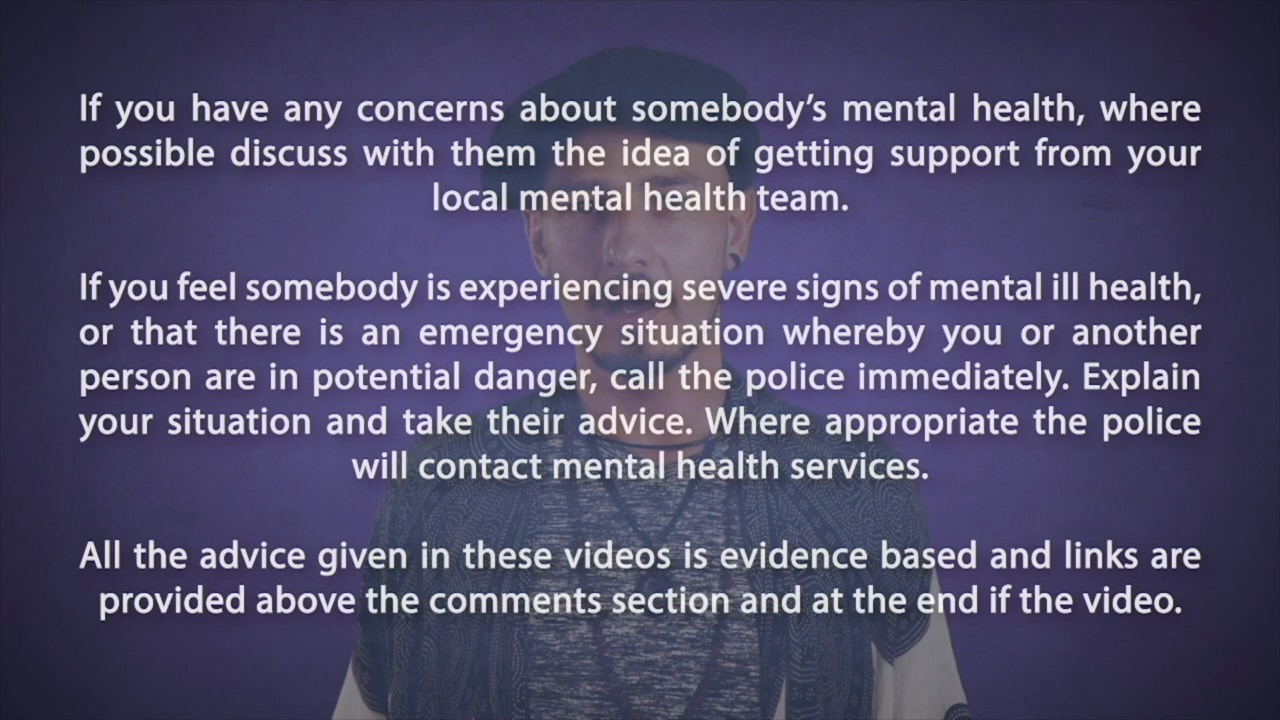 If you have any concerns about somebody’s mental health, where
possible discuss with them the idea of getting support from your
local mental health team.
If you feel somebody is experiencing severe signs of mental ill health,
or that there is an emergency situation whereby you or another
person are in potential danger, call the police immediately. Explain
your situation and take their advice. Where appropriate the police
will contact mental health services.
All the advice given in these videos is evidence based and links are
provided above the comments section and at the end if the video.